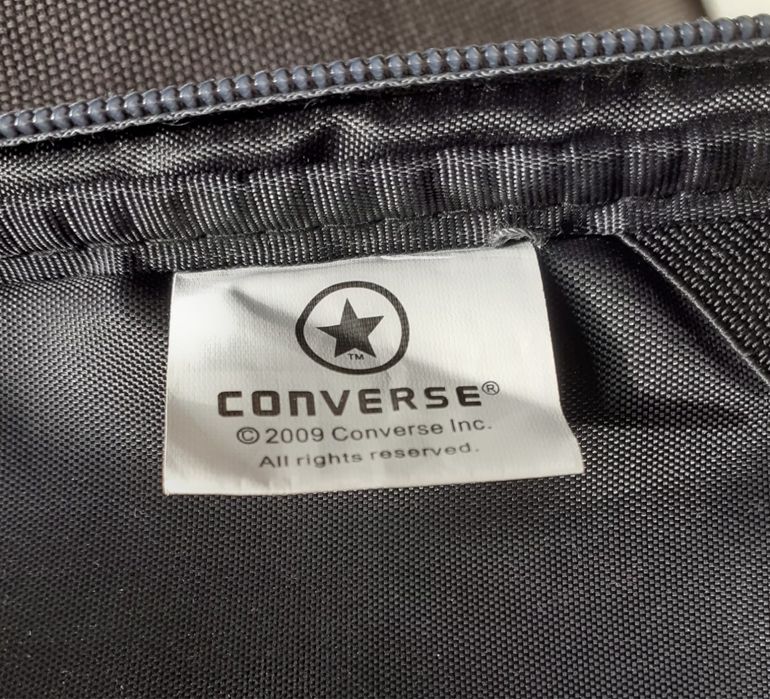 TM
CONVERSE®
© 2009 Converse Inc.
All rights reserved.